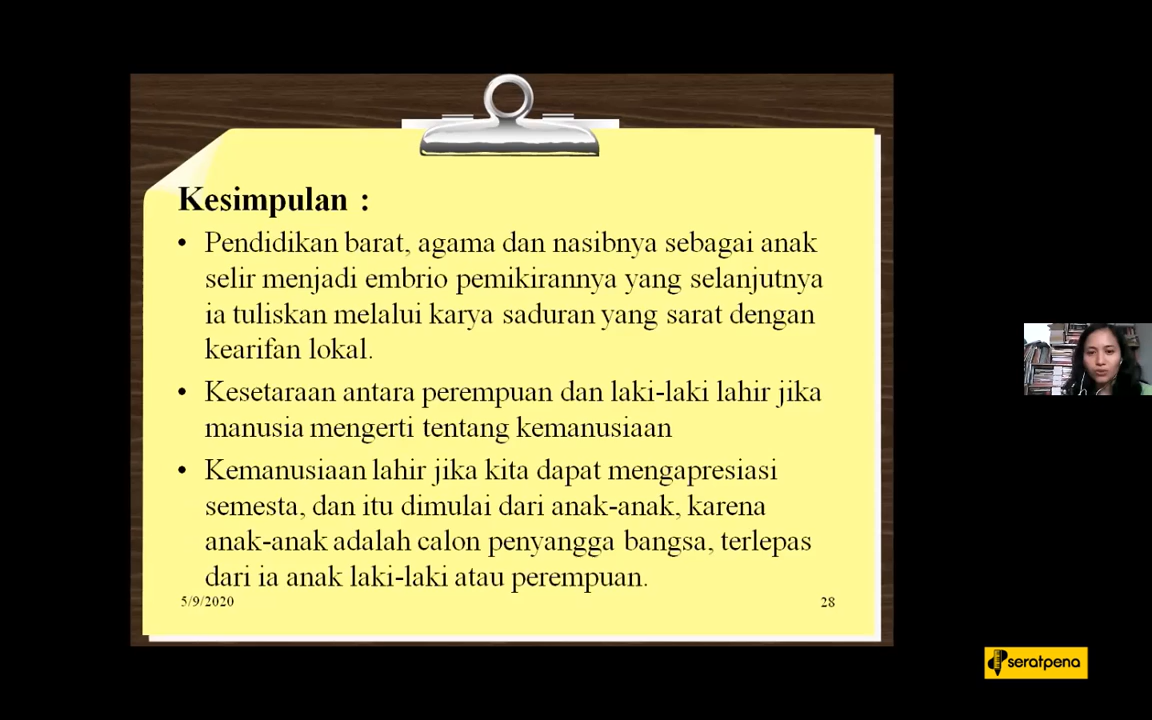 Kesimpulan :
• Pendidikan barat, agama dan nasibnya sebagai anak
selir menjadi embrio pemikirannya yang selanjutnya
ia tuliskan melalui karya saduran yang sarat dengan
kearifan lokal.
• Kesetaraan antara perempuan dan laki-laki lahir jika
manusia mengerti tentang kemanusiaan
• Kemanusiaan lahir jika kita dapat mengapresiasi
semesta, dan itu dimulai dari anak-anak, karena
anak-anak adalah calon penyangga bangsa, terlepas
dari ia anak laki-laki atau perempuan.
5/9/2020
28
seratpena